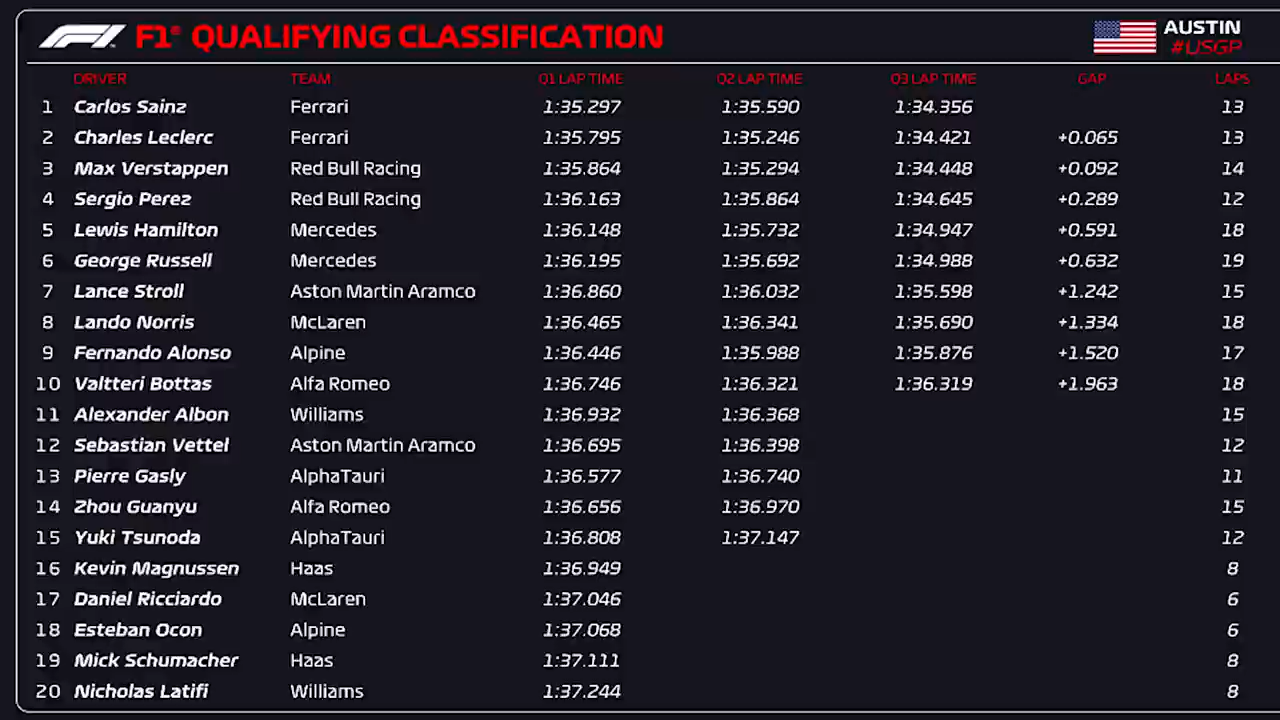 F1 F1® QUALIFYING CLASSIFICATION AUSTIN
#USGP
DRIVER TEAM Q1 LAP TIME Q2 LAP TIME Q3 LAP TIME GAP LAPS
1 Carlos Sainz Ferrari 1:35.297 1:35.590 1:34.356 13
2 Charles Leclerc Ferrari 1:35.795 1:35.246 1:34.421 +0.065 13
3 Max Verstappen Red Bull Racing 1:35.864 1:35.294 1:34.448 +0.092 14
4 Sergio Perez Red Bull Racing 1:36.163 1:35.864 1:34.645 +0.289 12
5 Lewis Hamilton Mercedes 1:36.148 1:35.732 1:34.947 +0.591 18
6 George Russell Mercedes 1:36.195 1:35.692 1:34.988 +0.632 19
7 Lance Stroll Aston Martin Aramco 1:36.860 1:36.032 1:35.598 +1.242 15
8 Lando Norris McLaren 1:36.465 1:36.341 1:35.690 +1.334 18
9 Fernando Alonso Alpine 1:36.446 1:35.988 1:35.876 +1.520 17
10 Valtteri Bottas Alfa Romeo 1:36.746 1:36.321 1:36.319 +1.963 18
11 Alexander Albon Williams 1:36.932 1:36.368 15
12 Sebastian Vettel Aston Martin Aramco 1:36.695 1:36.398 12
13 Pierre Gasly AlphaTauri 1:36.577 1:36.740 11
14 Zhou Guanyu Alfa Romeo 1:36.656 1:36.970 15
15 Yuki Tsunoda AlphaTauri 1:36.808 1:37.147 12
16 Kevin Magnussen Haas 1:36.949 8
17 Daniel Ricciardo McLaren 1:37.046 6
18 Esteban Ocon Alpine 1:37.068 6
19 Mick Schumacher Haas 1:37.111 8
20 Nicholas Latifi Williams 1:37.244 8